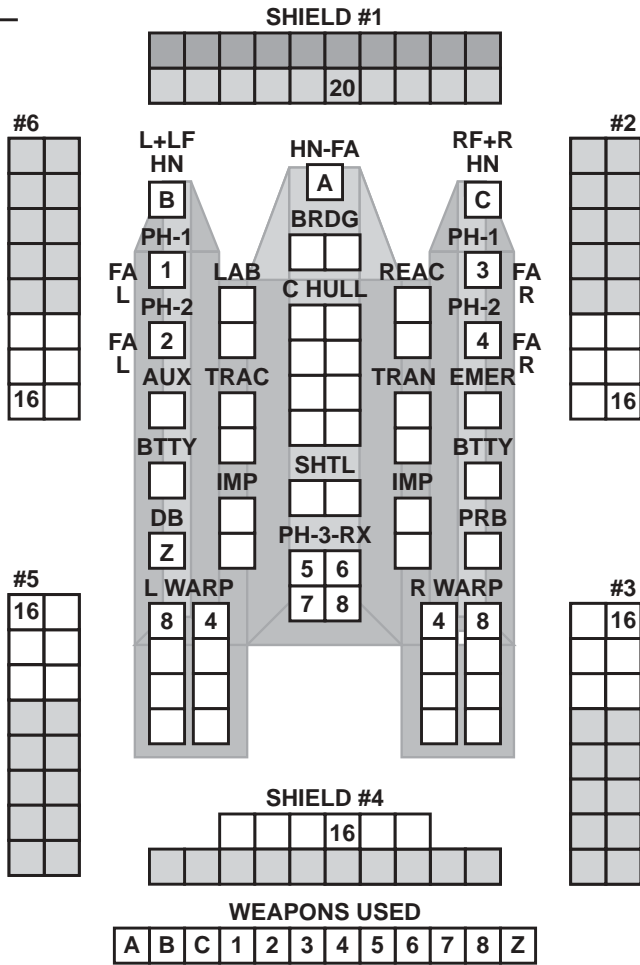 SHIELD #1
20
#6
#2
L+LF
HN
HN-FA
RF+R
HN
B
A
C
BRDG
PH-1
PH-1
FA
L
1
LAB
C HULL
REAC
3
FA
R
PH-2
PH-2
FA
L
2
4
FA
R
AUX
TRAC
TRAN
EMER
16
16
BTTY
BTTY
SHTL
IMP
IMP
DB
PRB
PH-3-RX
Z
5 6
#5
L WARP
R WARP
#3
16
8 4
7 8
4 8
16
SHIELD #4
16
WEAPONS USED
A B C 1 2 3 4 5 6 7 8 Z